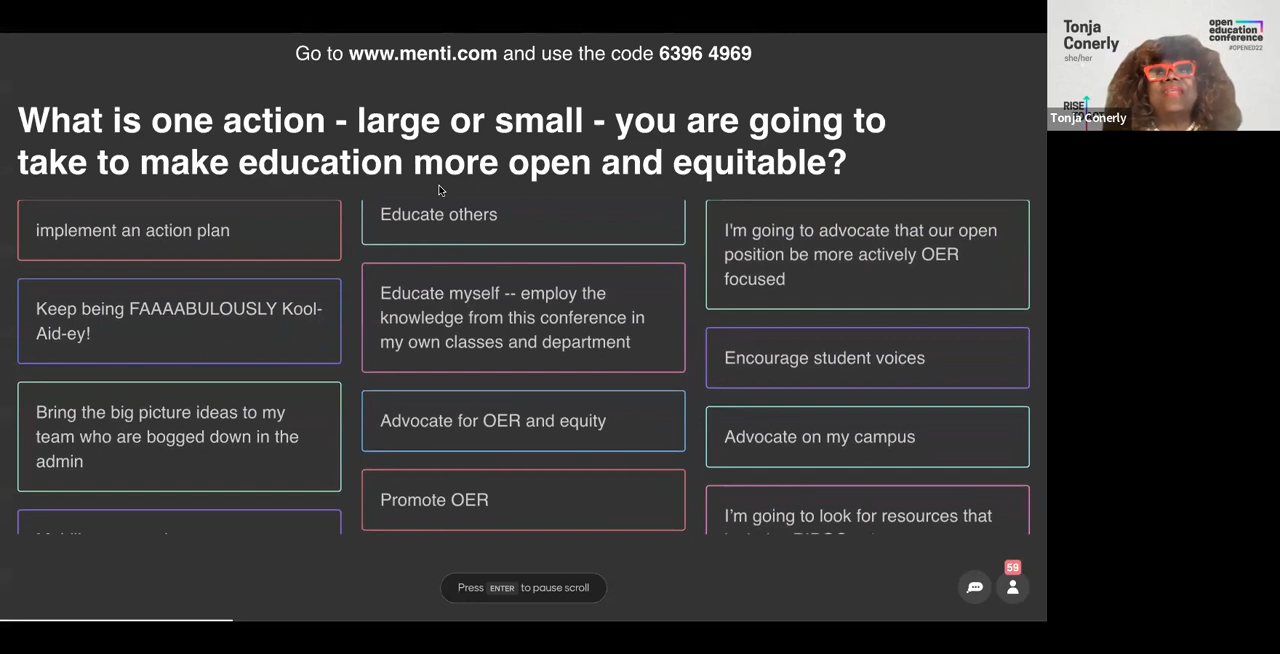 Go to www.menti.com and use the code 6396 4969
What is one action - large or small - you are going to
take to make education more open and equitable?
implement an action plan
Keep being FAAAABULOUSLY Kool-
Aid-ey!
Bring the big picture ideas to my
team who are bogged down in the
admin
Educate others
Educate myself -- employ the
knowledge from this conference in
my own classes and department
Advocate for OER and equity
Promote OER
I'm going to advocate that our open
position be more actively OER
focused
Encourage student voices
Advocate on my campus
I'm going to look for resources that
Press ENTER to pause scroll
59
Tonja
Conerly
she/her
open
education
conference
#OPENED22
RISE
Tonja Conerly